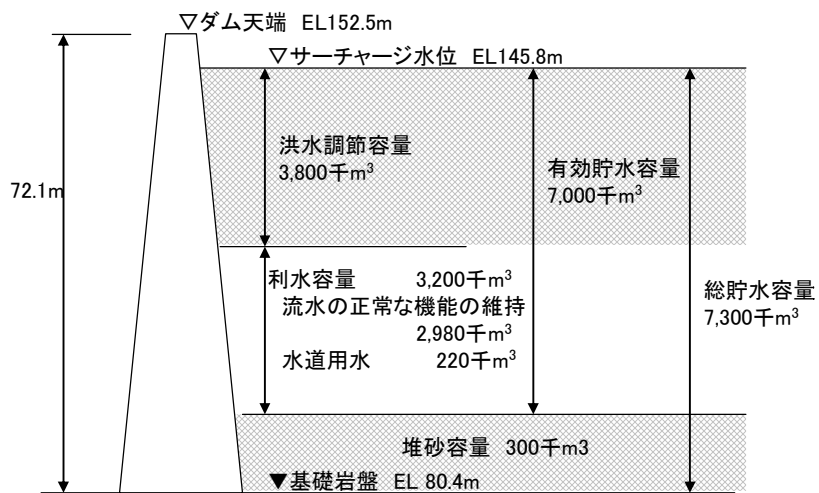 ▽ダム天端 EL152.5m
▽サーチャージ水位 EL145.8m
洪水調節容量
3,800千m³
有効貯水容量
7,000千m³
72.1m
利水容量 3,200千m³
流水の正常な機能の維持
2,980千m³
水道用水 220千m³
総貯水容量
7,300千m³
堆砂容量 300千m3
▼基礎岩盤 EL 80.4m